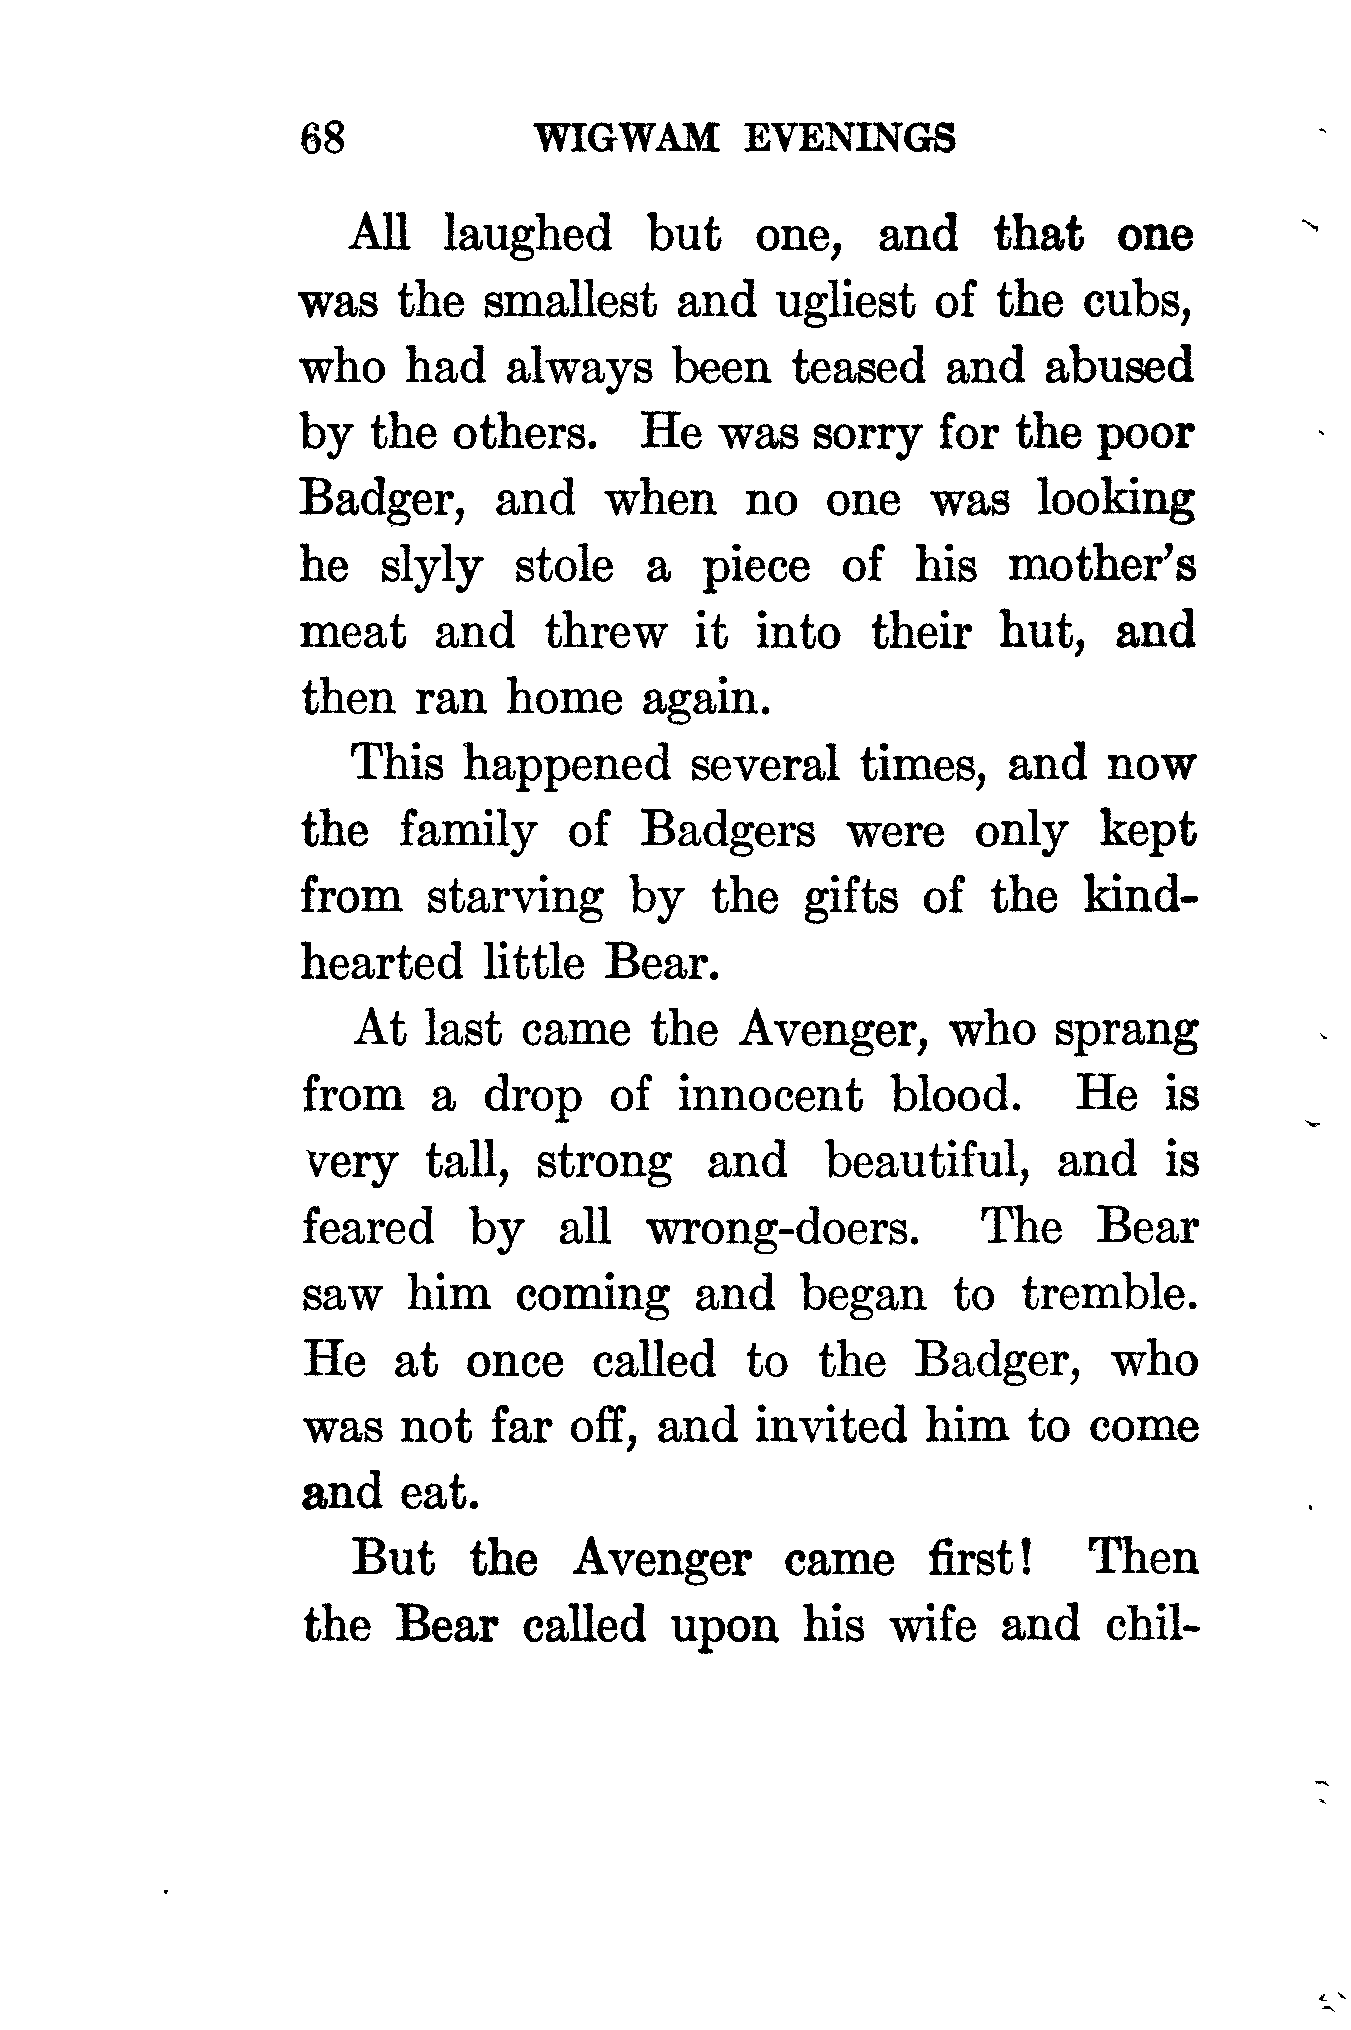 68 WIGWAM EVENINGS
All laughed but one, and that one
was the smallest and ugliest of the cubs,
who had always been teased and abused
by the others. He was sorry for the poor
Badger, and when no one was looking
he slyly stole a piece of his mother's
meat and threw it into their hut, and
then ran home again.
This happened several times, and now
the family of Badgers were only kept
from starving by the gifts of the kind-
hearted little Bear.
At last came the Avenger, who sprang
from a drop of innocent blood. He is
very tall, strong and beautiful, and is
feared by all wrong-doers. The Bear
saw him coming and began to tremble.
He at once called to the Badger, who
was not far off, and invited him to come
and eat.
But the Avenger came first! Then
the Bear called upon his wife and chil-